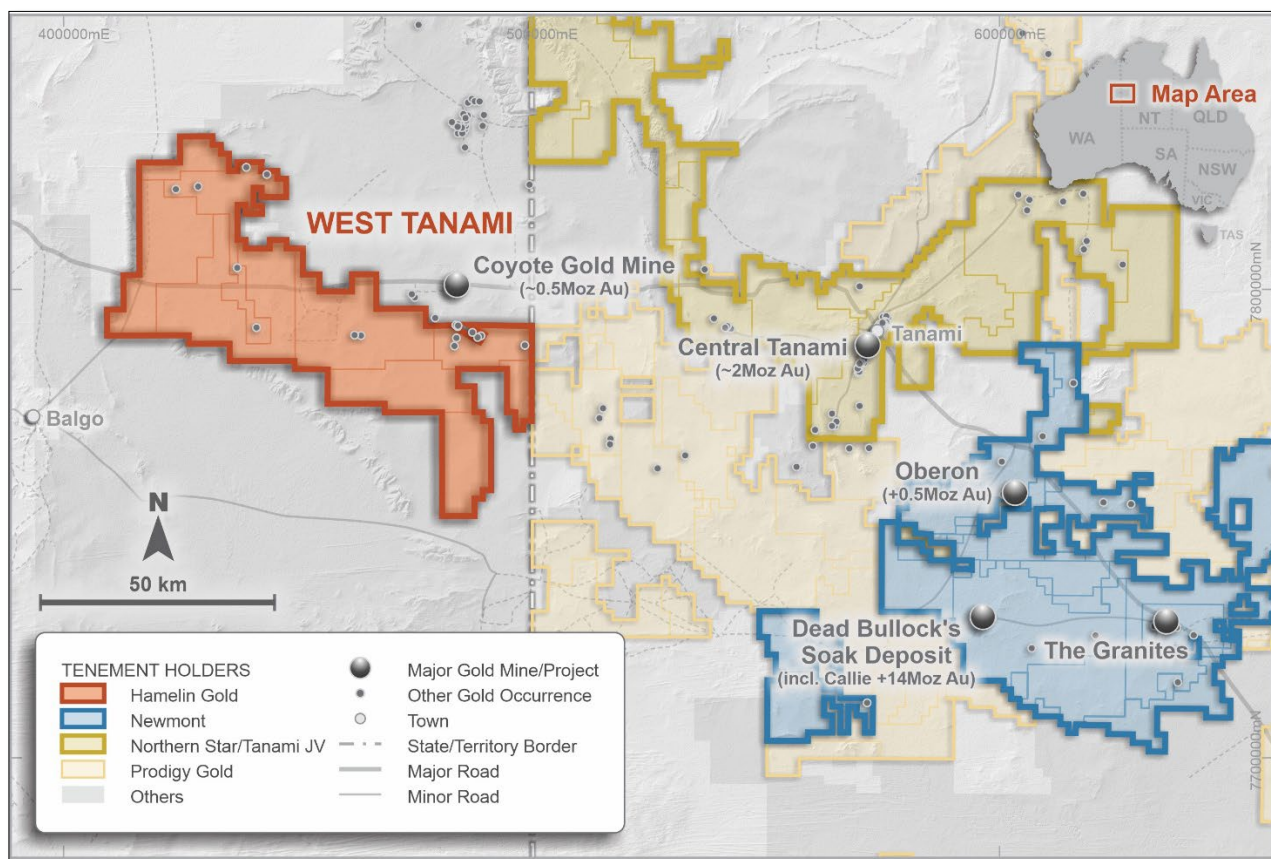 400000mE
500000mE
600000mE
Map Area
WA
NT
QLD
SA
NSW
VIC
TAS
WEST TANAMI
Coyote Gold Mine
(~0.5Moz Au)
7800000mN
Central Tanami
(~2Moz Au)
Tanami
Balgo
Oberon
(+0.5Moz Au)
N
50 km
Dead Bullock's
Soak Deposit
(incl. Callie +14Moz Au)
The Granites
7700000mN
TENEMENT HOLDERS
Hamelin Gold
Newmont
Northern Star/Tanami JV
Prodigy Gold
Others
Major Gold Mine/Project
Other Gold Occurrence
Town
State/Territory Border
Major Road
Minor Road